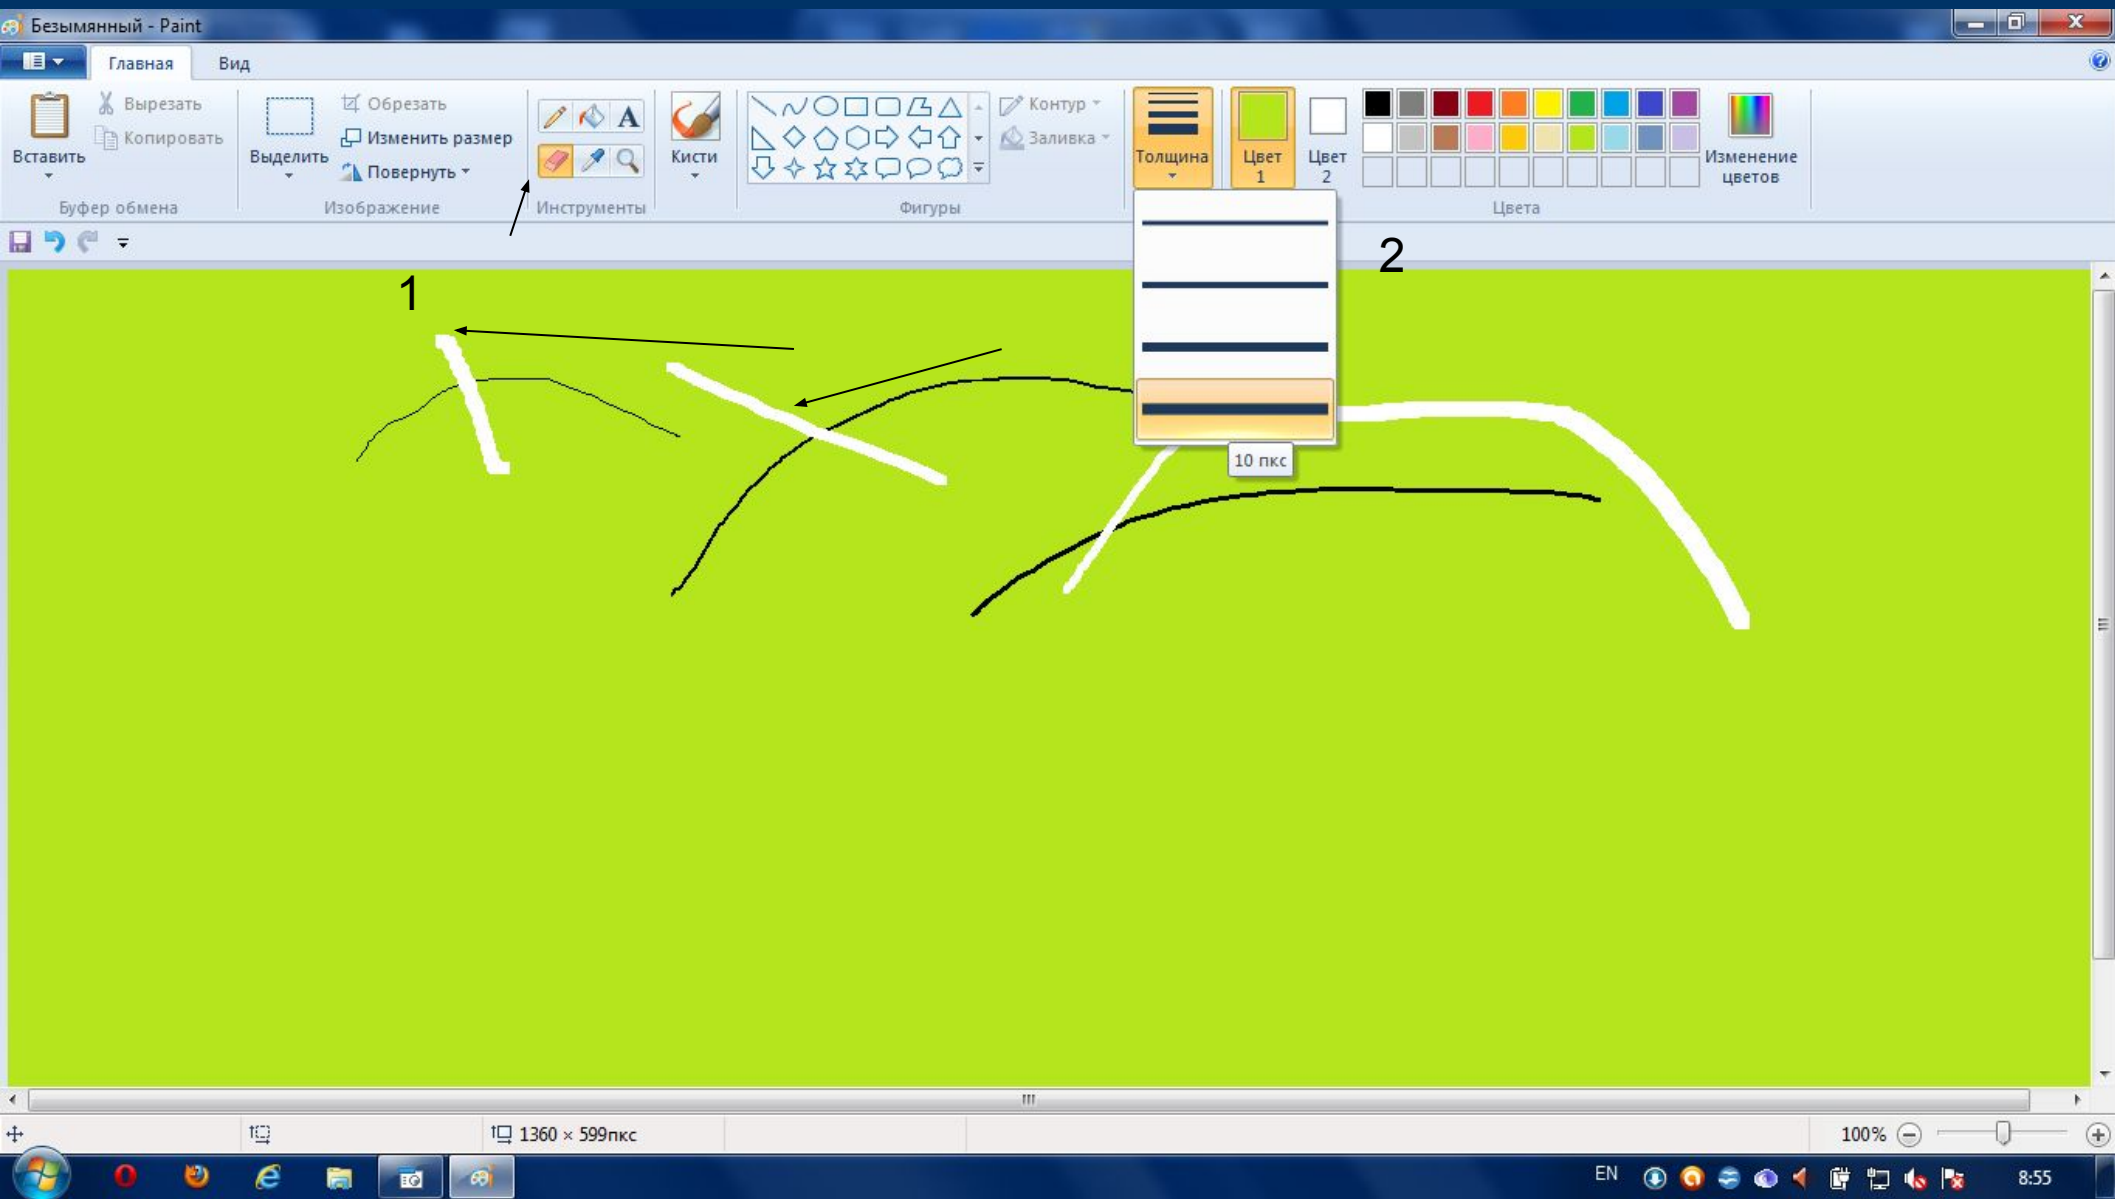 Безымянный - Paint
Главная Вид
Вставить
Вырезать
Копировать
Буфер обмена
Выделить
Обрезать
Изменить размер
Повернуть
Изображение
A
Инструменты
Кисти
Контур
Заливка
Фигуры
Толщина
Цвет
1
Цвет
2
Изменение
цветов
Цвета
1
2
10 пкс
1360 × 599пкс
100%
EN
8:55